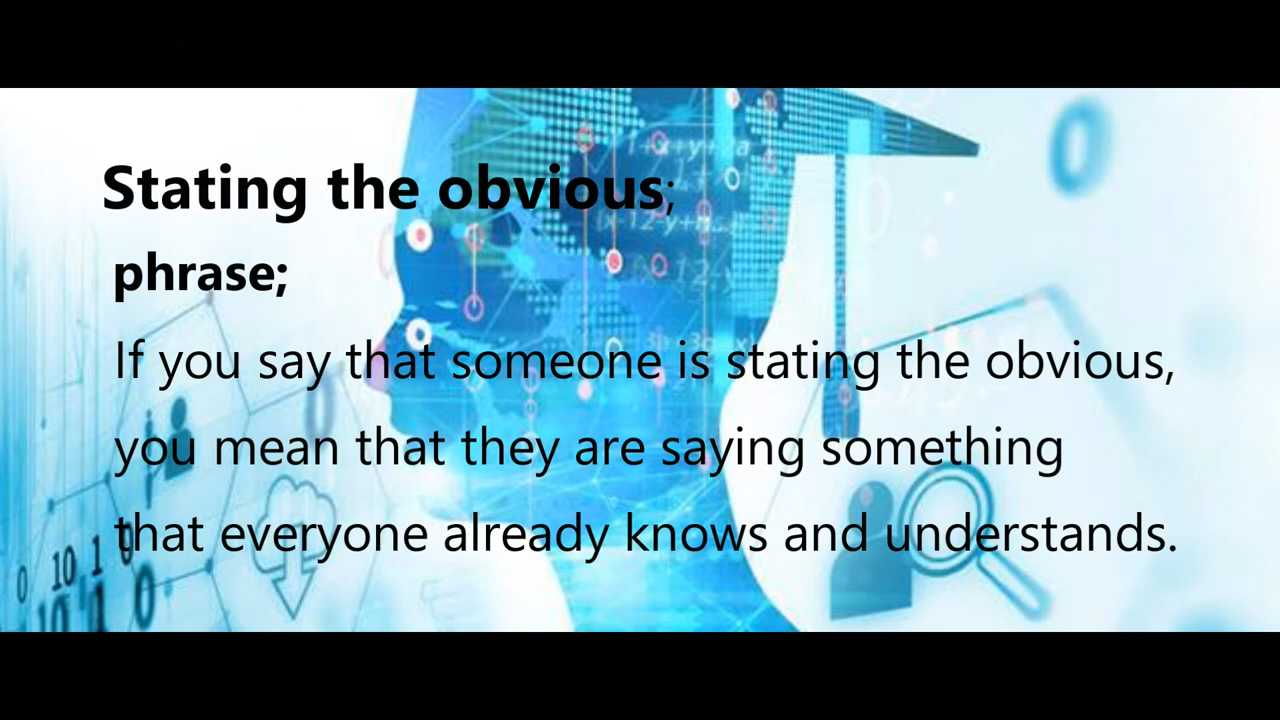 Stating the obvious;
phrase;
If you say that someone is stating the obvious,
you mean that they are saying something
that everyone already knows and understands.